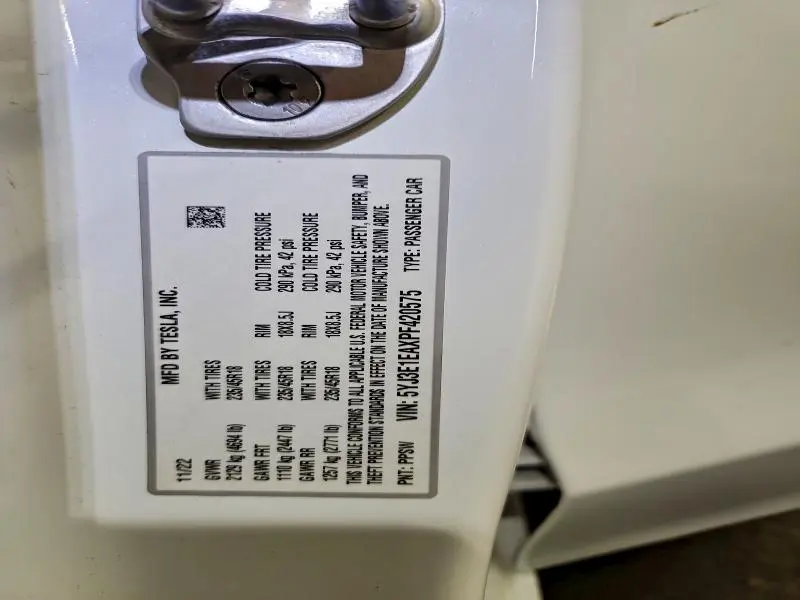 10.9
MFD BY TESLA, INC.
11/22
GVWR WITH TIRES
2129 kg (4694 lb) 235/45R18
GAWR FRT WITH TIRES RIM COLD TIRE PRESSURE
1110 kg (2447 lb) 235/45R18 18X8.5J 290 kPa, 42 psi
GAWR RR WITH TIRES RIM COLD TIRE PRESSURE
1257 kg (2771 lb) 235/45R18 18X8.5J 290 kPa, 42 psi
THIS VEHICLE CONFORMS TO ALL APPLICABLE U.S. FEDERAL MOTOR VEHICLE SAFETY, BUMPER, AND
THEFT PREVENTION STANDARDS IN EFFECT ON THE DATE OF MANUFACTURE SHOWN ABOVE.
PNT: PPSW VIN: 5YJ3E1EAXPF420575 TYPE: PASSENGER CAR